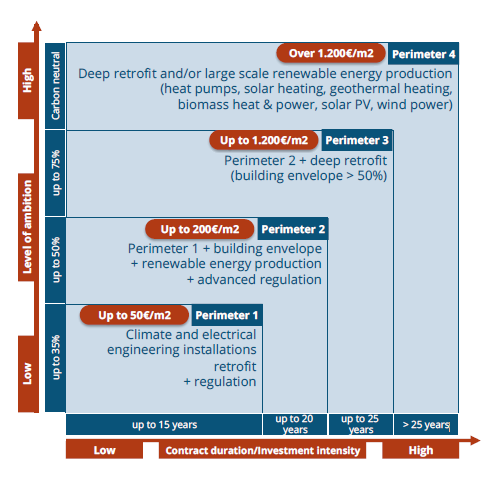 Over 1.200€/m2 Perimeter 4
Deep retrofit and/or large scale renewable energy production
(heat pumps, solar heating, geothermal heating,
biomass heat & power, solar PV, wind power)
Up to 1.200€/m2 Perimeter 3
Perimeter 2 + deep retrofit
(building envelope > 50%)
Up to 200€/m2 Perimeter 2
Perimeter 1 + building envelope
+ renewable energy production
+ advanced regulation
Up to 50€/m2 Perimeter 1
Climate and electrical
engineering installations
retrofit
+ regulation
High
Level of ambition
Low
Carbon neutral
up to 75%
up to 50%
up to 35%
up to 15 years
up to 20
years
up to 25
years
> 25 years
Low
Contract duration/Investment intensity
High